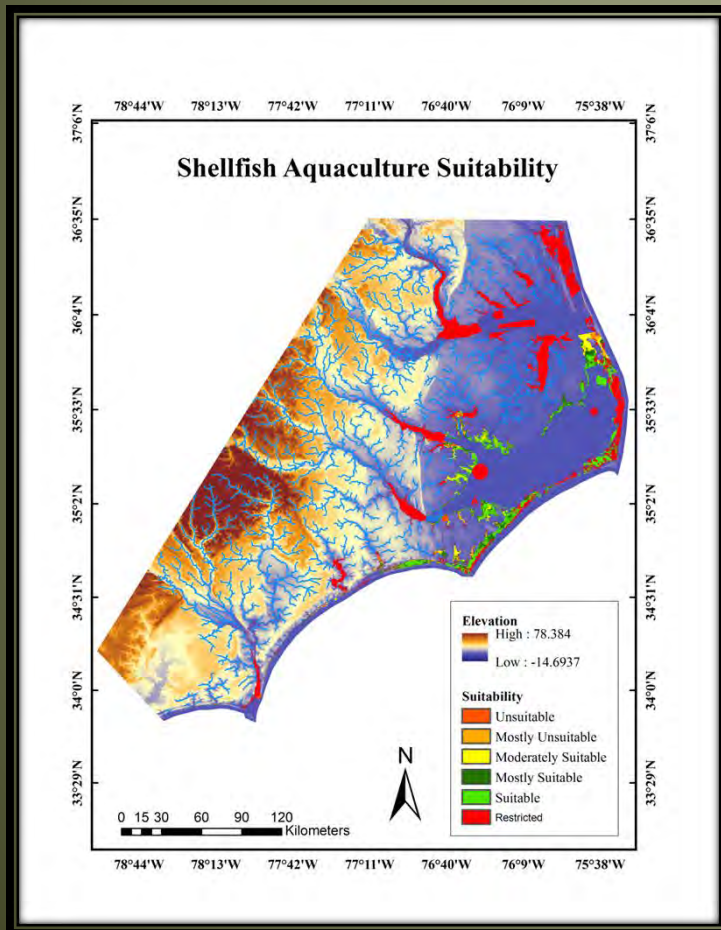 78°44'W 78°13'W 77°42'W 77°11'W 76°40'W 76°9'W 75°38'W
Shellfish Aquaculture Suitability
37°6'N
37°6'N
36°35'N
36°35'N
36°4'N
36°4'N
35°33'N
35°33'N
35°2'N
35°2'N
34°31'N
34°31'N
34°0'N
34°0'N
33°29'N
33°29'N
Elevation
High : 78.384
Low : -14.6937
Suitability
Unsuitable
Mostly Unsuitable
Moderately Suitable
Mostly Suitable
Suitable
Restricted
N
0 15 30 60 90 120
Kilometers
78°44'W 78°13'W 77°42'W 77°11'W 76°40'W 76°9'W 75°38'W